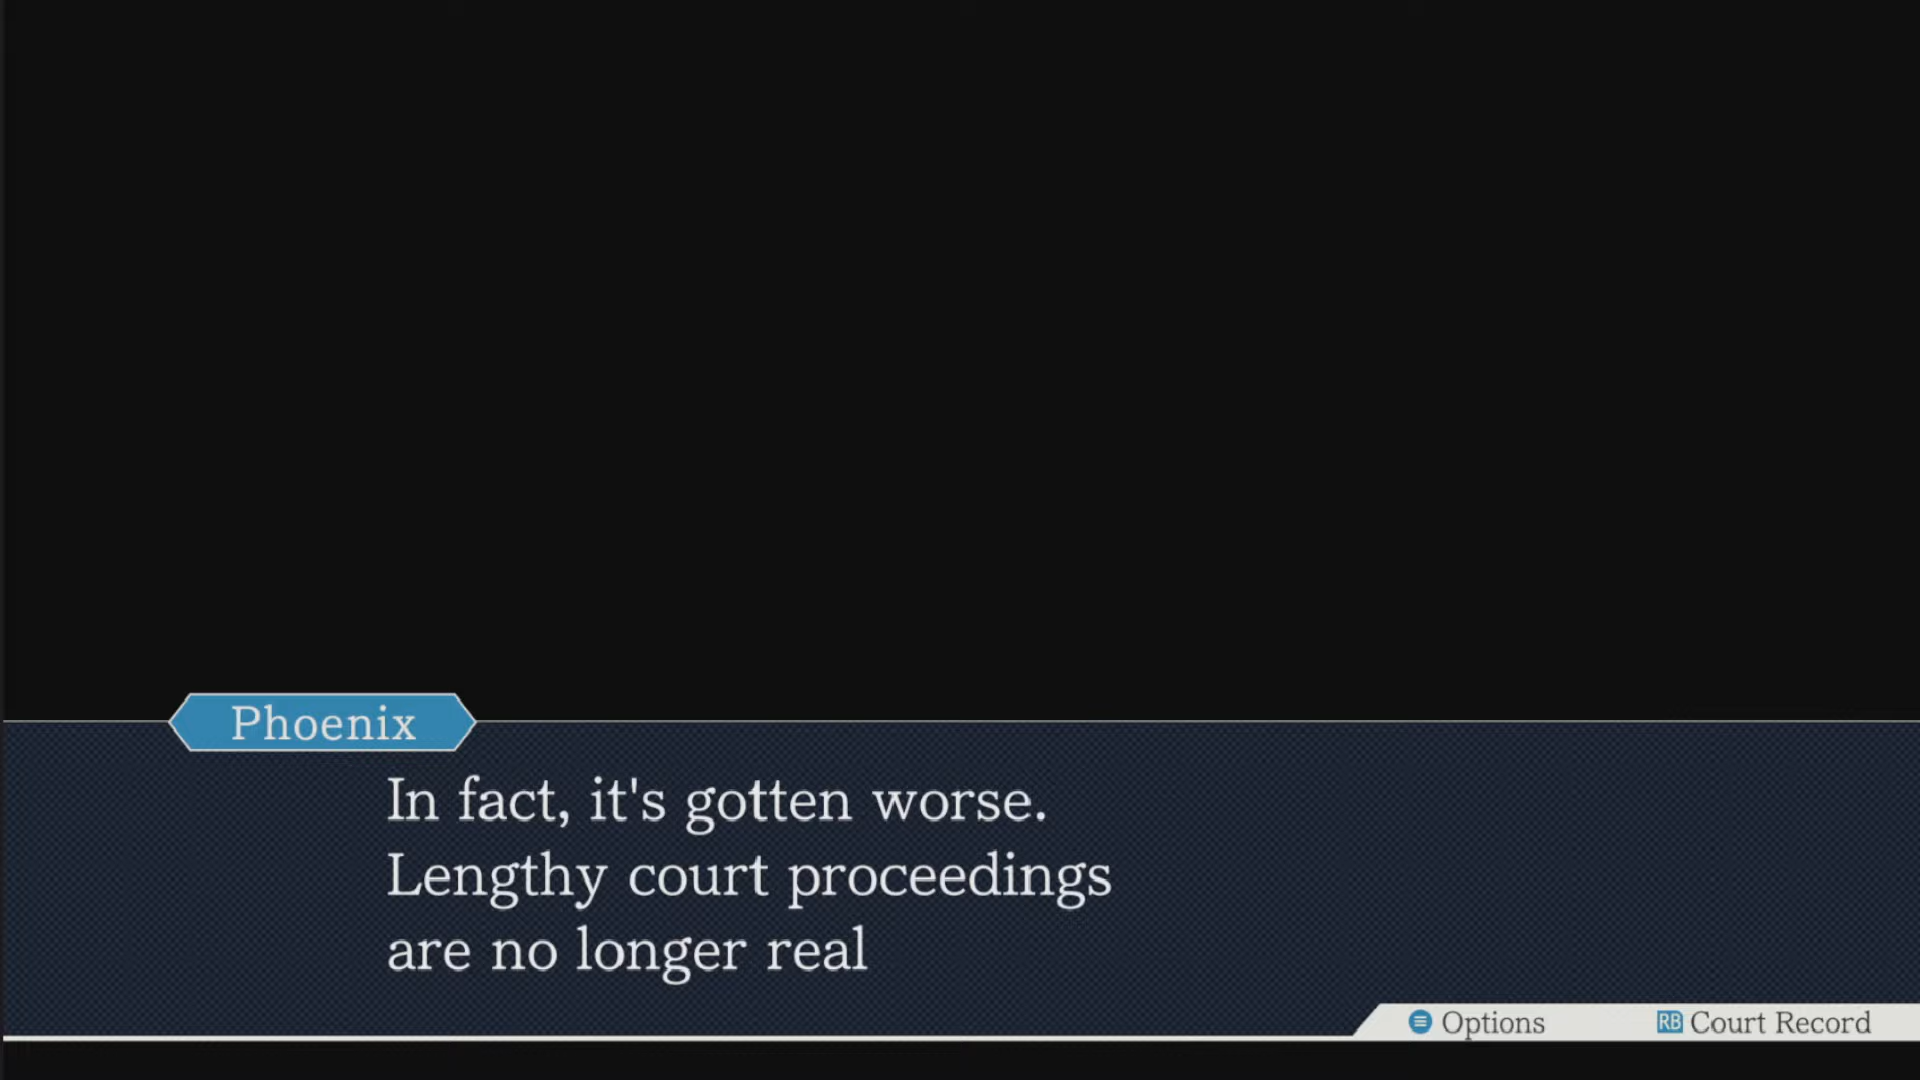 Phoenix
In fact, it's gotten worse.
Lengthy court proceedings
are no longer real
Options
RB Court Record